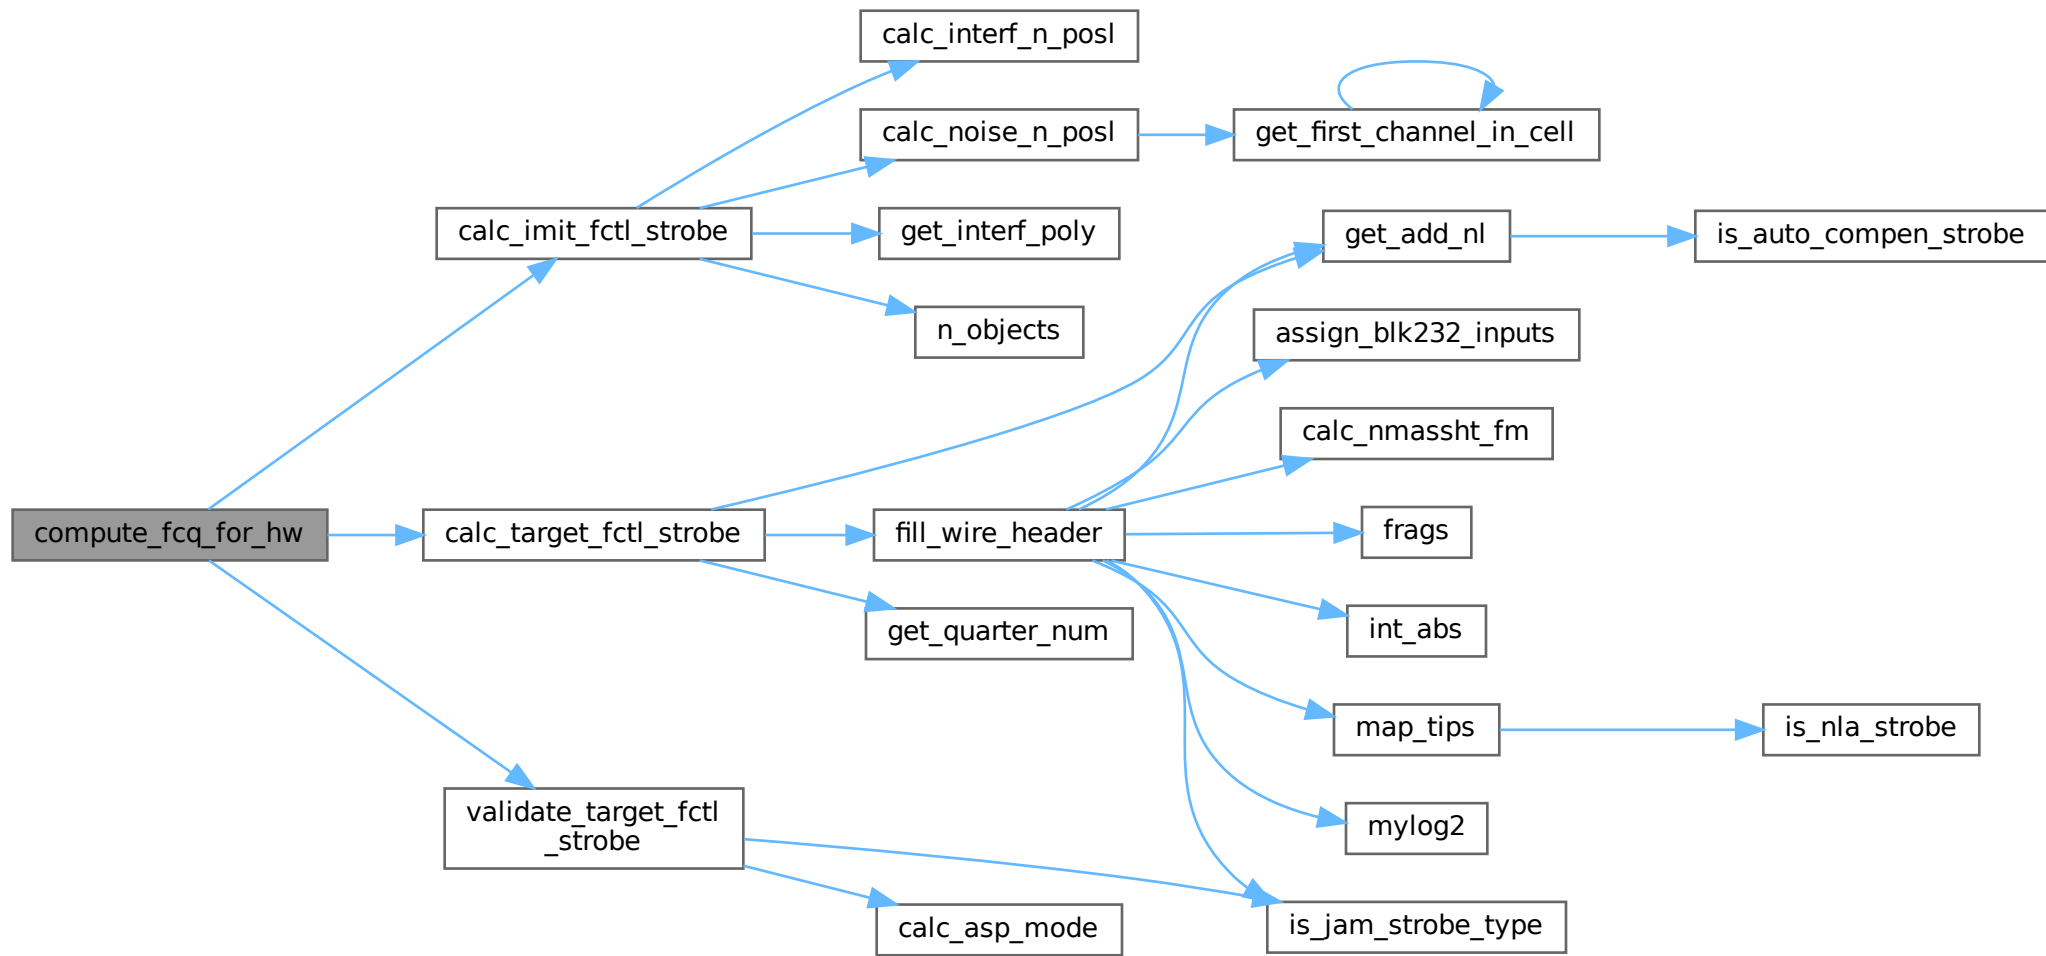 calc_interf_n_posl
calc_noise_n_posl
get_first_channel_in_cell
calc_imit_fctl_strobe
get_interf_poly
get_add_nl
is_auto_compen_strobe
n_objects
assign_blk232_inputs
calc_nmassht_fm
compute_fcq_for_hw
calc_target_fctl_strobe
fill_wire_header
frags
get_quarter_num
int_abs
map_tips
is_nla_strobe
validate_target_fctl
_strobe
mylog2
calc_asp_mode
is_jam_strobe_type